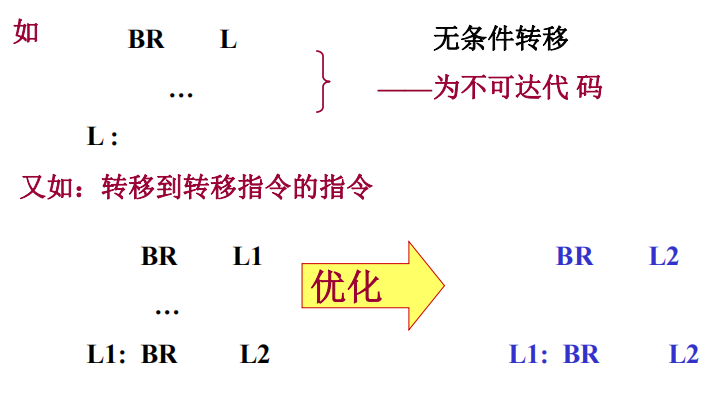 如 BR L 无条件转移
… ——为不可达代 码
L :
又如：转移到转移指令的指令
BR L1 BR L2
… 优化
L1: BR L2 L1: BR L2